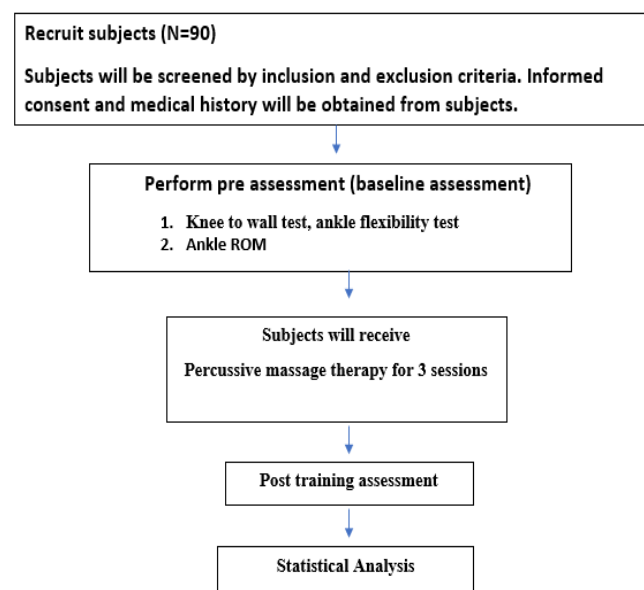 Recruit subjects (N=90)
Subjects will be screened by inclusion and exclusion criteria. Informed
consent and medical history will be obtained from subjects.
Perform pre assessment (baseline assessment)
1. Knee to wall test, ankle flexibility test
2. Ankle ROM
Subjects will receive
Percussive massage therapy for 3 sessions
Post training assessment
Statistical Analysis